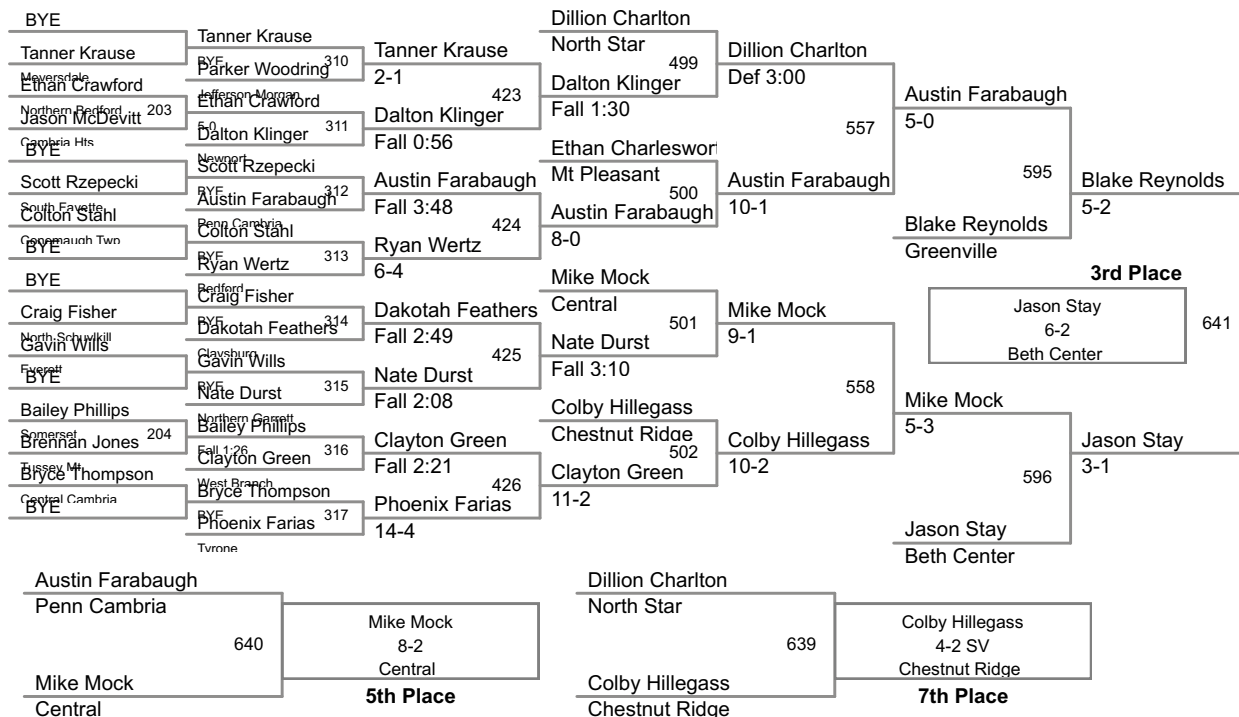 BYE
Tanner Krause
Meyersdale
Ethan Crawford
Northern Bedford
203
Jason McDevitt
Cambria Hts
BYE
Scott Rzepecki
South Fayette
Colton Stahl
Conemaugh Twp
BYE
BYE
Craig Fisher
North Schuylkill
Gavin Wills
Everett
BYE
Bailey Phillips
Somerset
204
Brennan Jones
Tussey Mt
Bryce Thompson
Central Cambria
BYE
Tanner Krause
BYE
310
Parker Woodring
Jefferson-Morgan
Ethan Crawford
5-0
311
Dalton Klinger
Newport
Scott Rzepecki
BYE
312
Austin Farabaugh
Penn Cambria
Colton Stahl
BYE
313
Ryan Wertz
Bedford
Craig Fisher
BYE
314
Dakotah Feathers
Claysburg
Gavin Wills
BYE
315
Nate Durst
Northern Garrett
Bailey Phillips
Fall 1:26
316
Clayton Green
West Branch
Bryce Thompson
BYE
317
Phoenix Farias
Tyrone
Tanner Krause
2-1
423
Dalton Klinger
Fall 0:56
Austin Farabaugh
Fall 3:48
424
Ryan Wertz
6-4
Dakotah Feathers
Fall 2:49
425
Nate Durst
Fall 2:08
Clayton Green
Fall 2:21
426
Phoenix Farias
14-4
Dillion Charlton
North Star
499
Dalton Klinger
Fall 1:30
Ethan Charleswort
Mt Pleasant
500
Austin Farabaugh
8-0
Mike Mock
Central
501
Nate Durst
Fall 3:10
Colby Hillegass
Chestnut Ridge
502
Clayton Green
11-2
Dillion Charlton
Def 3:00
557
Austin Farabaugh
10-1
Mike Mock
9-1
558
Colby Hillegass
10-2
Austin Farabaugh
5-0
595
Blake Reynolds
Greenville
Mike Mock
5-3
596
Jason Stay
Beth Center
Blake Reynolds
5-2
3rd Place
Jason Stay
6-2
Beth Center
641
Jason Stay
3-1
Austin Farabaugh
Penn Cambria
640
Mike Mock
Central
Mike Mock
8-2
Central
5th Place
Dillion Charlton
North Star
639
Colby Hillegass
Chestnut Ridge
Colby Hillegass
4-2 SV
Chestnut Ridge
7th Place